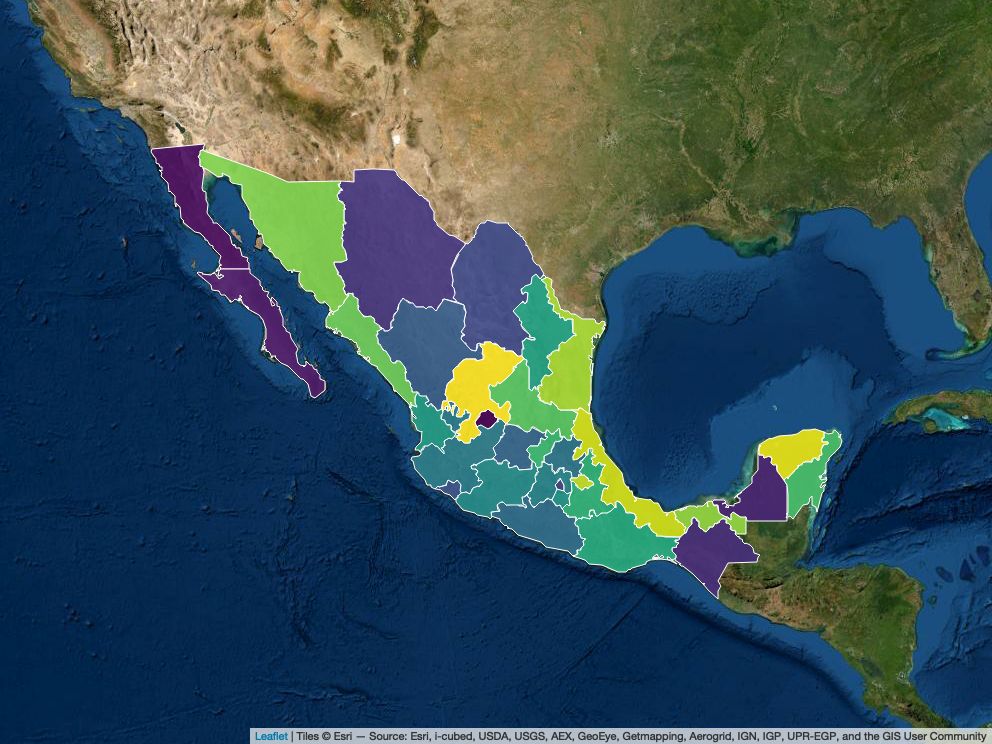 Leaflet | Tiles © Esri — Source: Esri, i-cubed, USDA, USGS, AEX, GeoEye, Getmapping, Aerogrid, IGN, IGP, UPR-EGP, and the GIS User Community